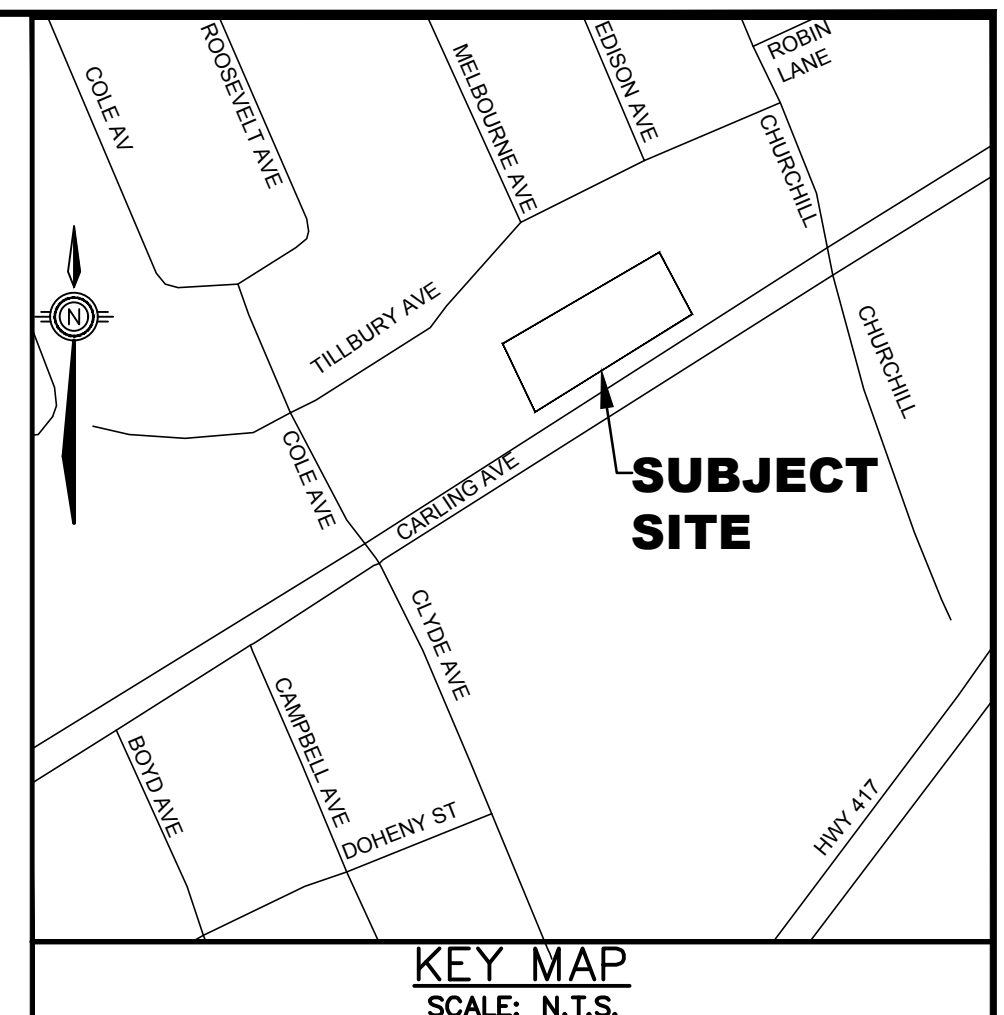 COLE AV
ROOSEVELT AVE
MELBOURNE AVE
EDISON AVE
ROBIN
LANE
CHURCHILL
N
TILLBURY AVE
CHURCHILL
COLE AVE
CARLING AVE
SUBJECT
SITE
CLYDE AVE
CAMPBELL AVE
BOYD AVE
DOHENY ST
HWY 417
KEY MAP
SCALE: N.T.S.